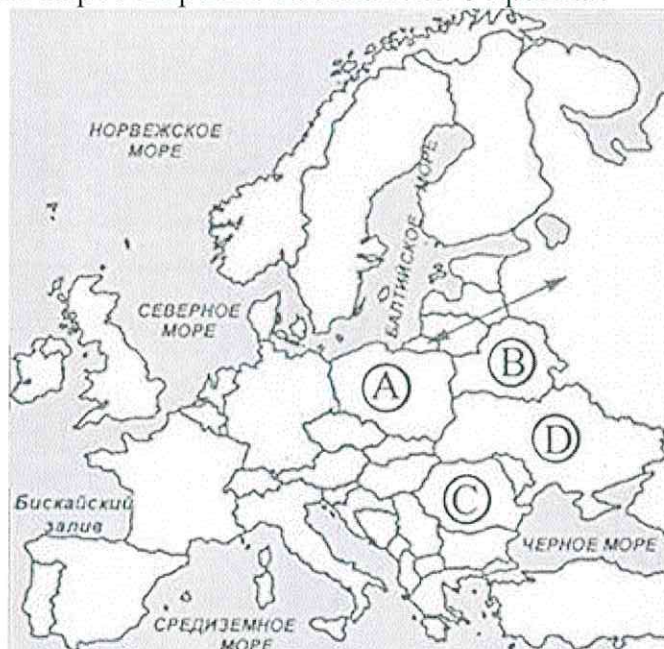 НОРВЕЖСКОЕ
МОРЕ
БАЛТИЙСКОЕ МОРЕ
СЕВЕРНОЕ
МОРЕ
A
B
D
C
Бискайский
залив
ЧЕРНОЕ МОРЕ
СРЕДИЗЕМНОЕ
МОРЕ